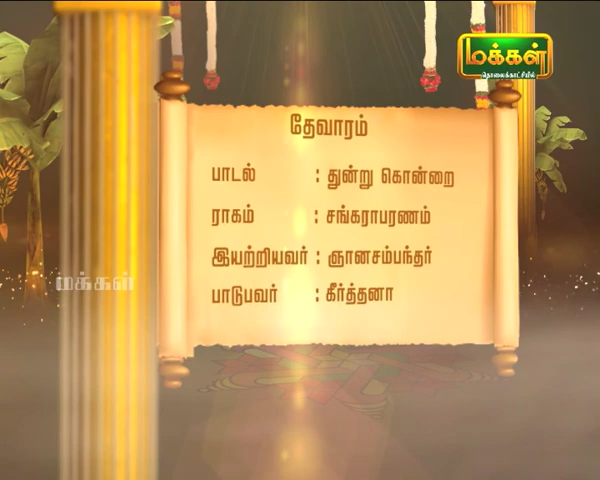 மக்கள்
தொலைக்காட்சியில்
தேவாரம்
பாடல் : துன்று கொன்றை
ராகம் : சங்கராபரணம்
இயற்றியவர் : ஞானசம்பந்தர்
மக்கள்
பாடுபவர் : கீர்த்தனா